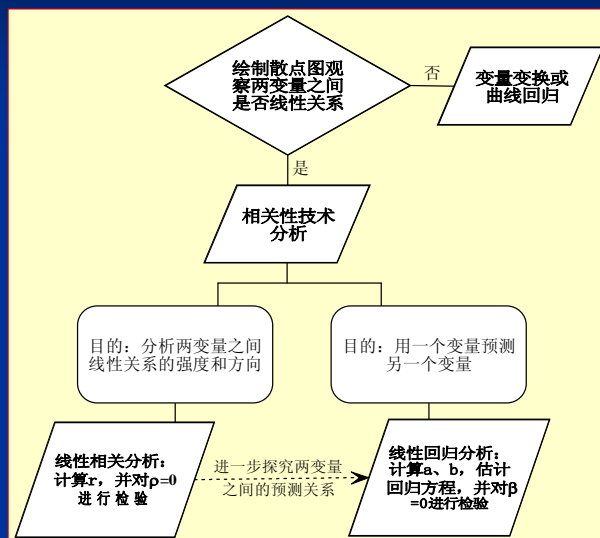 绘制散点图观
察两变量之间
是否线性关系
否
变量变换或
曲线回归
是
相关性技术
分析
目的：分析两变量之间
线性关系的强度和方向
目的：用一个变量预测
另一个变量
线性相关分析：
计算r，并对ρ=0
进行检验
进一步探究两变量
之间的预测关系
线性回归分析：
计算a、b，估计
回归方程，并对β
=0进行检验